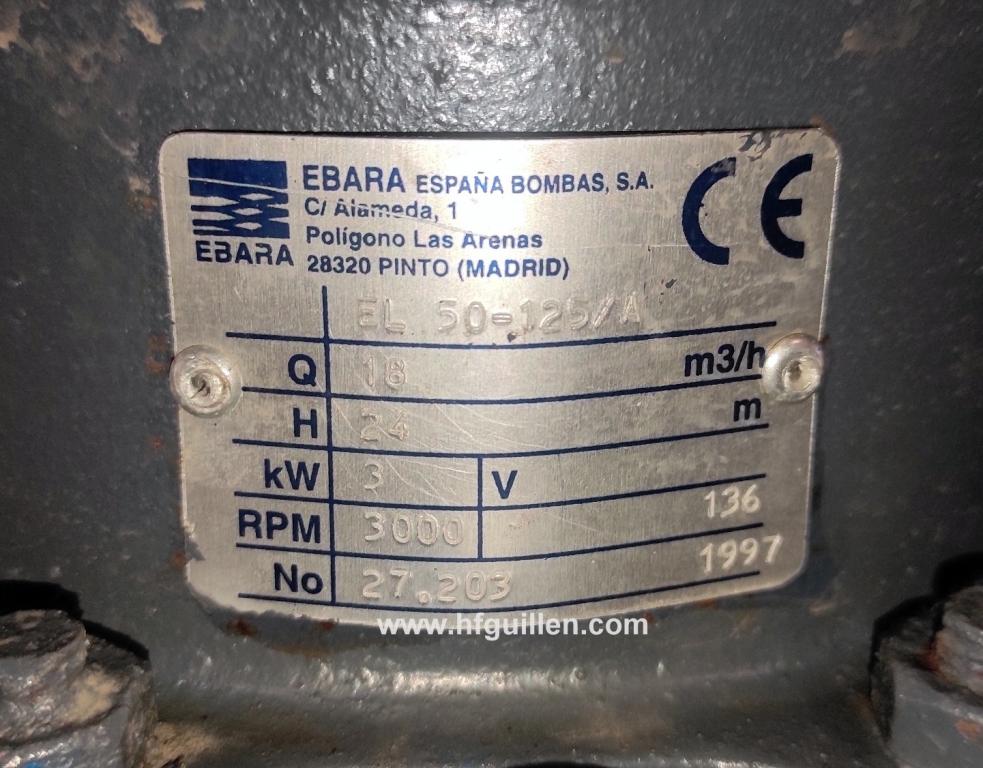 EBARA ESPAÑA BOMBAS, S.A.
C/ Alameda, 1
Polígono Las Arenas
28320 PINTO (MADRID)
EBARA
CE
EL 50-125/A
Q 18 m3/h
H 24 m
kW 3 V
RPM 3000 136
No 27.203 1997
www.hfguillen.com